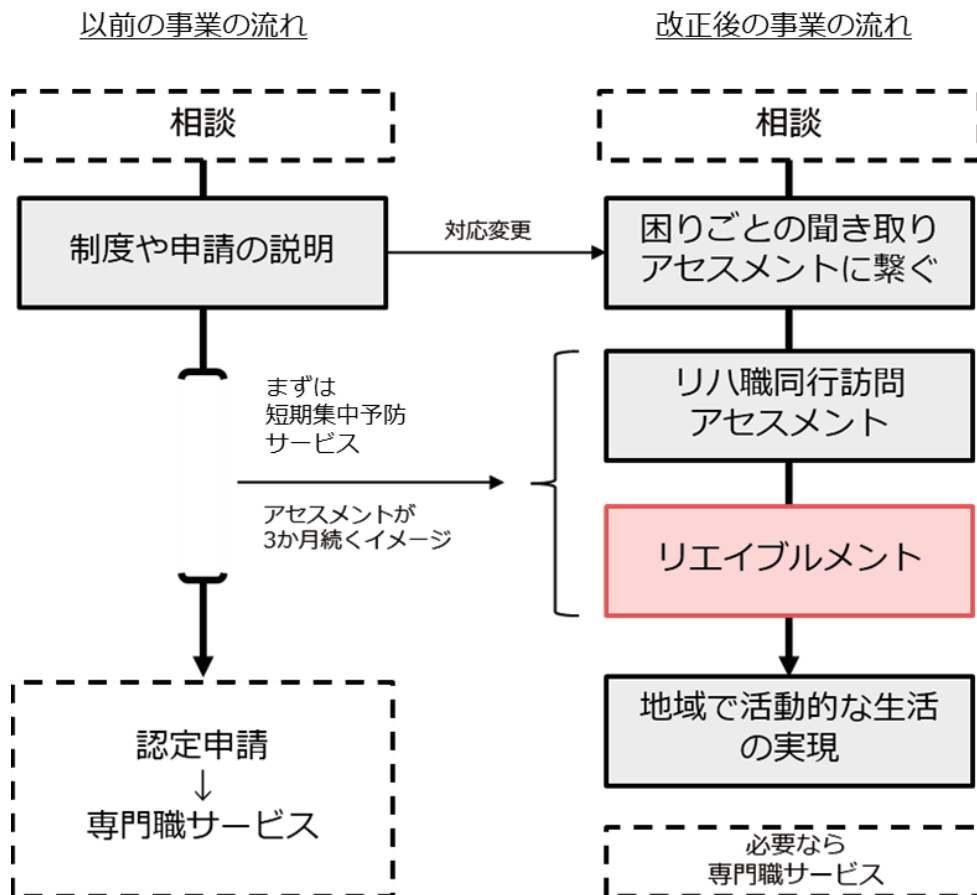 以前の事業の流れ
相談
制度や申請の説明
対応変更
まずは
短期集中予防
サービス
アセスメントが
3か月続くイメージ
認定申請
↓
専門職サービス
改正後の事業の流れ
相談
困りごとの聞き取り
アセスメントに繋ぐ
リハ職同行訪問
アセスメント
リエイブルメント
地域で活動的な生活
の実現
必要なら
専門職サービス